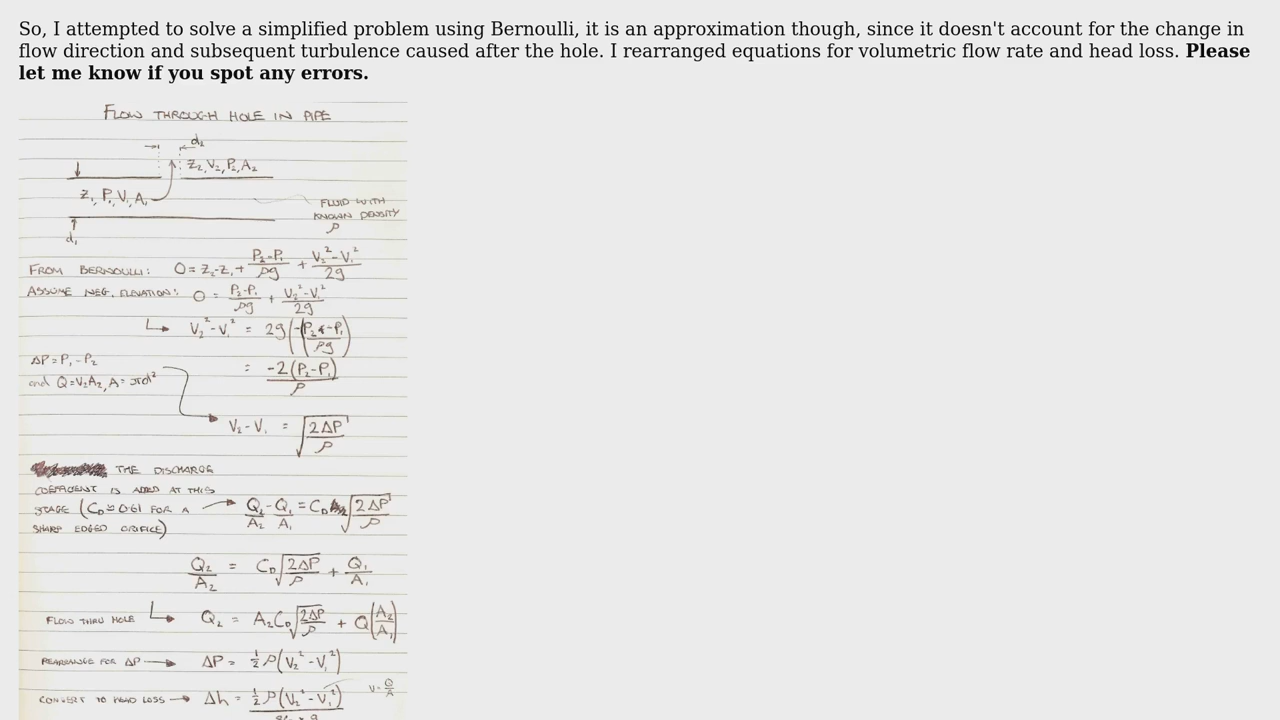 So, I attempted to solve a simplified problem using Bernoulli, it is an approximation though, since it doesn't account for the change in
flow direction and subsequent turbulence caused after the hole. I rearranged equations for volumetric flow rate and head loss. Please
let me know if you spot any errors.
FLOW THROUGH HOLE IN PIPE
d₂
Z₂, V₂, P₂, A₂
Z₁, P₁, V₁, A₁
FLUID WITH
KNOWN DENSITY
ρ
d₁
FROM BERNOULLI: 0 = Z₂-Z₁ + (P₂-P₁)/ρg + (V₂²-V₁²)/2g
ASSUME NEG. ELEVATION: 0 = (P₂-P₁)/ρg + (V₂²-V₁²)/2g
V₂²-V₁² = 2g(-(P₂-P₁)/ρg)
ΔP = P₁-P₂
= -2(P₂-P₁)/ρ
and Q=V₂A₂, A=πd²
V₂-V₁ = √(2ΔP/ρ)
THE DISCHARGE
COEFFICIENT IS ADDED AT THIS
STAGE (C_D ≈ 0.61 FOR A
Q₂/A₂ - Q₁/A₁ = C_D √(2ΔP/ρ)
SHARP EDGED ORIFICE)
Q₂/A₂ = C_D √(2ΔP/ρ) + Q₁/A₁
FLOW THRU HOLE Q₂ = A₂C_D √(2ΔP/ρ) + Q(A₂/A₁)
REARRANGE FOR ΔP → ΔP = ½ρ(V₂²-V₁²)
CONVERT TO HEAD LOSS → Δh = ½ρ(V₂²-V₁²) V=Q/A